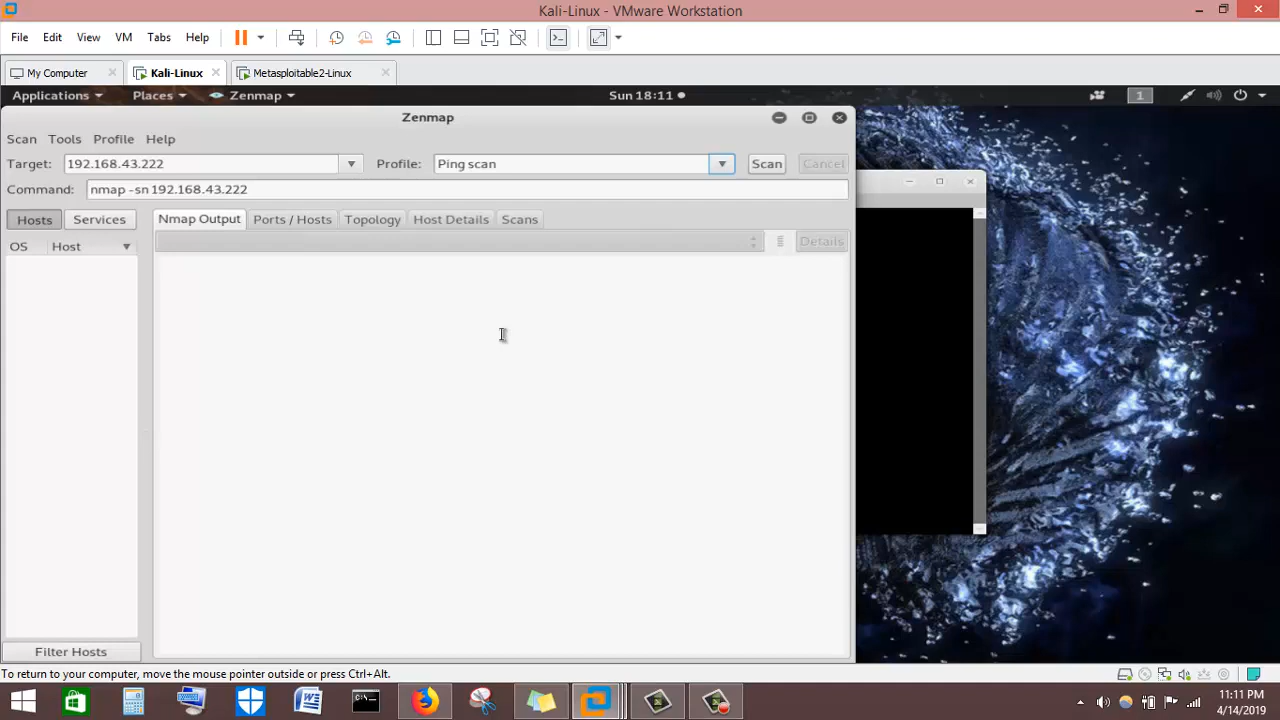 Kali-Linux - VMware Workstation
File Edit View VM Tabs Help
My Computer Kali-Linux Metasploitable2-Linux
Applications Places Zenmap Sun 18:11 1
Zenmap
Scan Tools Profile Help
Target: 192.168.43.222 Profile: Ping scan Scan Cancel
Command: nmap -sn 192.168.43.222
Hosts Services Nmap Output Ports / Hosts Topology Host Details Scans
OS Host Details
Filter Hosts
To return to your computer, move the mouse pointer outside or press Ctrl+Alt.
11:11 PM
4/14/2019